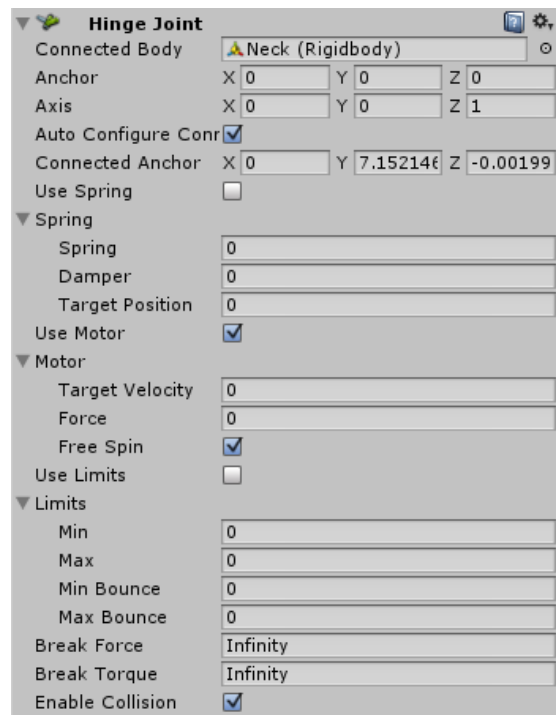 Hinge Joint
Connected Body Neck (Rigidbody)
Anchor X 0 Y 0 Z 0
Axis X 0 Y 0 Z 1
Auto Configure Conr
Connected Anchor X 0 Y 7.152146 Z -0.00199
Use Spring
Spring
Spring 0
Damper 0
Target Position 0
Use Motor
Motor
Target Velocity 0
Force 0
Free Spin
Use Limits
Limits
Min 0
Max 0
Min Bounce 0
Max Bounce 0
Break Force Infinity
Break Torque Infinity
Enable Collision